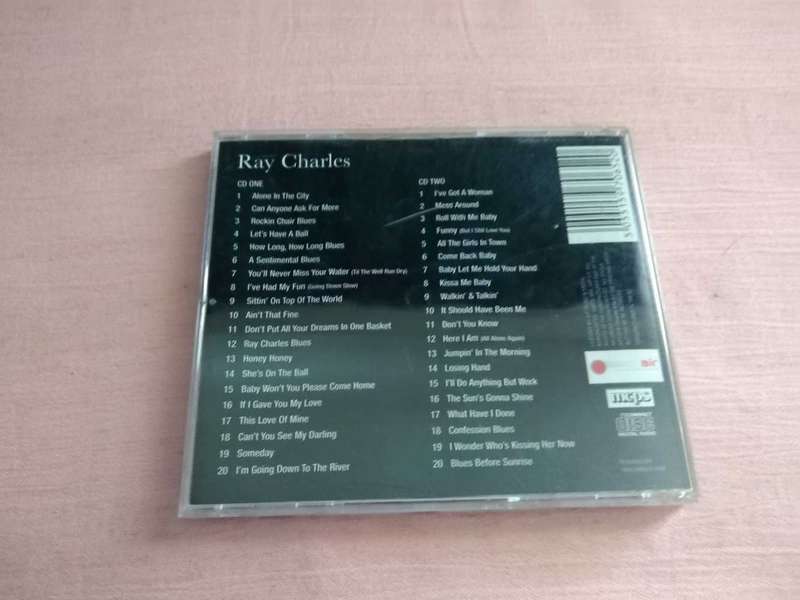 Ray Charles
CD ONE
1 Alone In The City
2 Can Anyone Ask For More
3 Rockin Chair Blues
4 Let's Have A Ball
5 How Long, How Long Blues
6 A Sentimental Blues
7 You'll Never Miss Your Water (Til The Well Run Dry)
8 I've Had My Fun (Going Down Slow)
9 Sittin' On Top Of The World
10 Ain't That Fine
11 Don't Put All Your Dreams In One Basket
12 Ray Charles Blues
13 Honey Honey
14 She's On The Ball
15 Baby Won't You Please Come Home
16 If I Gave You My Love
17 This Love Of Mine
18 Can't You See My Darling
19 Someday
20 I'm Going Down To The River
CD TWO
1 I've Got A Woman
2 Mess Around
3 Roll With Me Baby
4 Funny (But I Still Love You)
5 All The Girls In Town
6 Come Back Baby
7 Baby Let Me Hold Your Hand
8 Kissa Me Baby
9 Walkin' & Talkin'
10 It Should Have Been Me
11 Don't You Know
12 Here I Am (All Alone Again)
13 Jumpin' In The Morning
14 Losing Hand
15 I'll Do Anything But Work
16 The Sun's Gonna Shine
17 What Have I Done
18 Confession Blues
19 I Wonder Who's Kissing Her Now
20 Blues Before Sunrise
mcps
COMPACT
disc
DIGITAL AUDIO